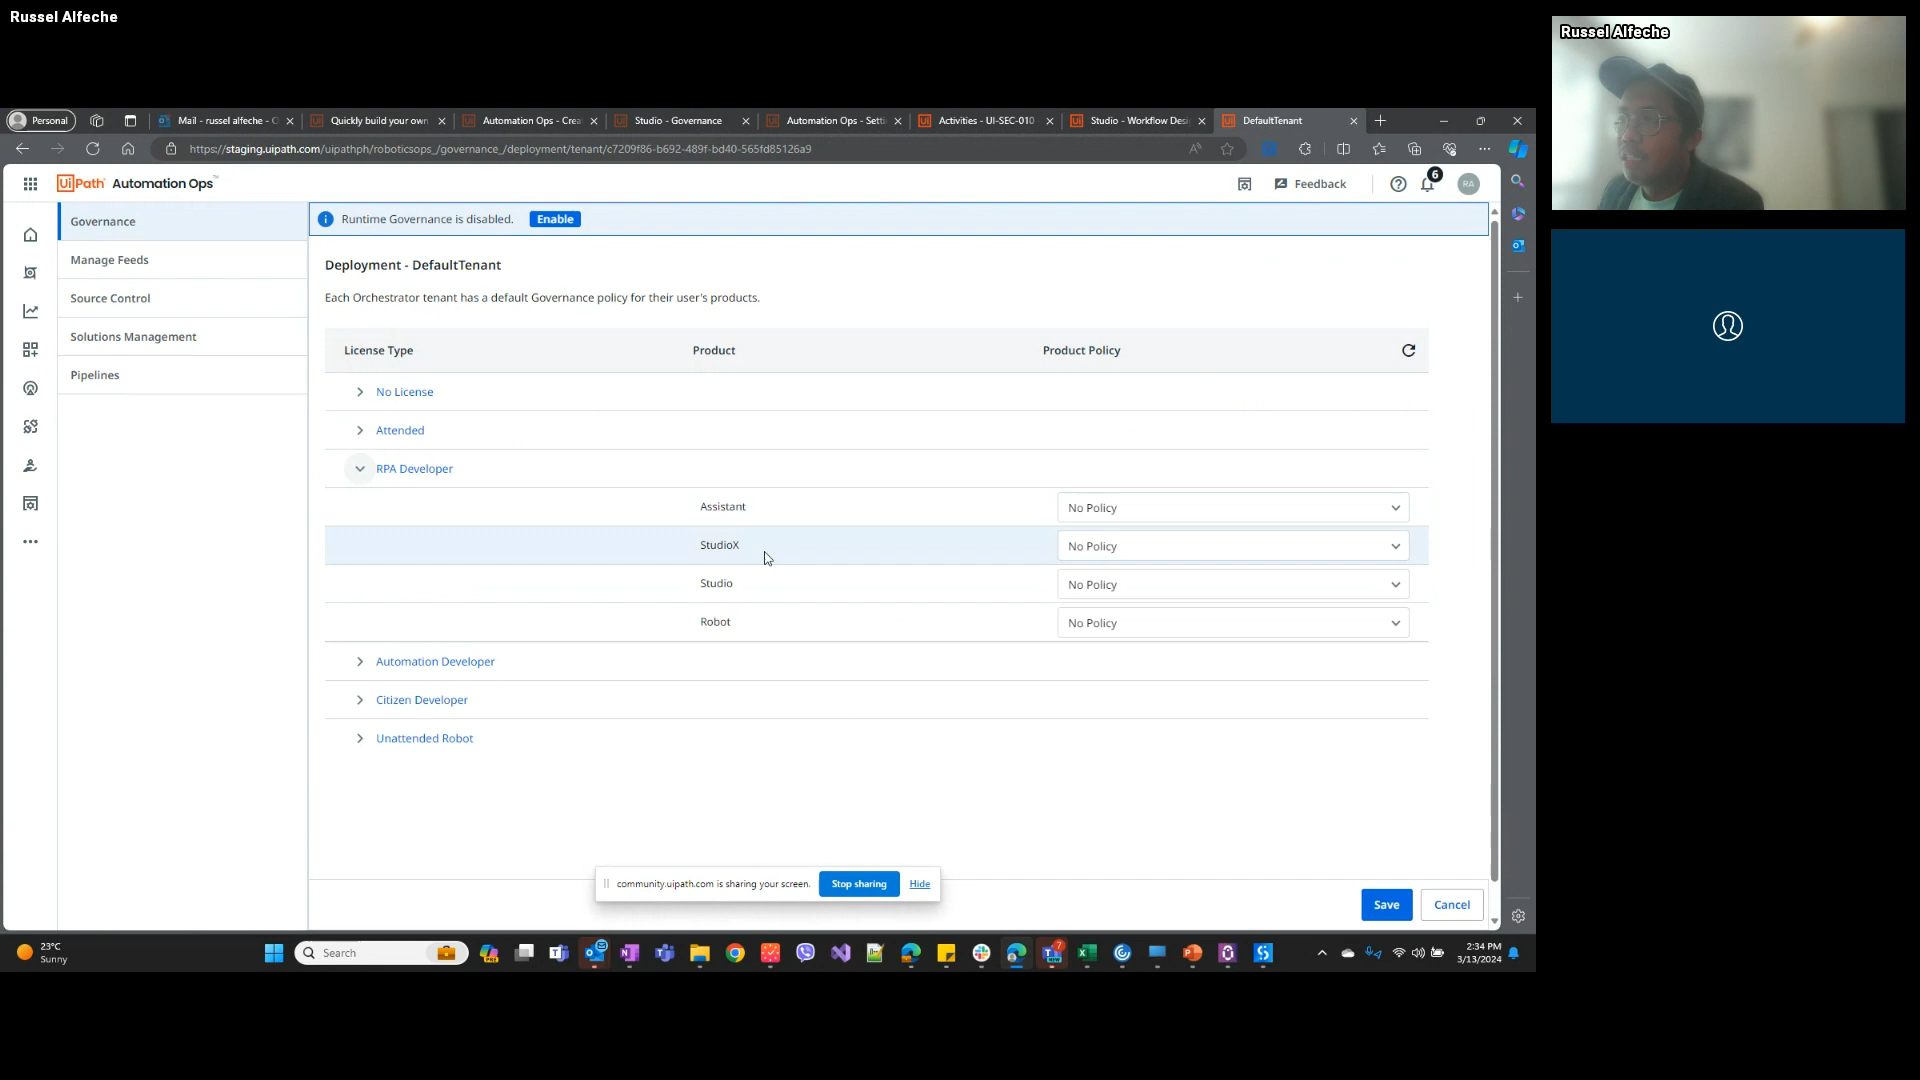 Russel Alfeche
Russel Alfeche
Personal
Mail - russel alfeche - O
Quickly build your own
Automation Ops - Crea
Studio - Governance
Automation Ops - Setti
Activities - UI-SEC-010 -
Studio - Workflow Desi
DefaultTenant
https://staging.uipath.com/uipathph/roboticsops_/governance_/deployment/tenant/c7209f86-b692-489f-bd40-565fd85126a9
UiPath Automation Ops™
Feedback
6
RA
Governance
Manage Feeds
Source Control
Solutions Management
Pipelines
Runtime Governance is disabled. Enable
Deployment - DefaultTenant
Each Orchestrator tenant has a default Governance policy for their user's products.
License Type Product Product Policy
No License
Attended
RPA Developer
Assistant No Policy
StudioX No Policy
Studio No Policy
Robot No Policy
Automation Developer
Citizen Developer
Unattended Robot
community.uipath.com is sharing your screen. Stop sharing Hide
Save Cancel
23°C
Sunny
Search
7
2:34 PM
3/13/2024